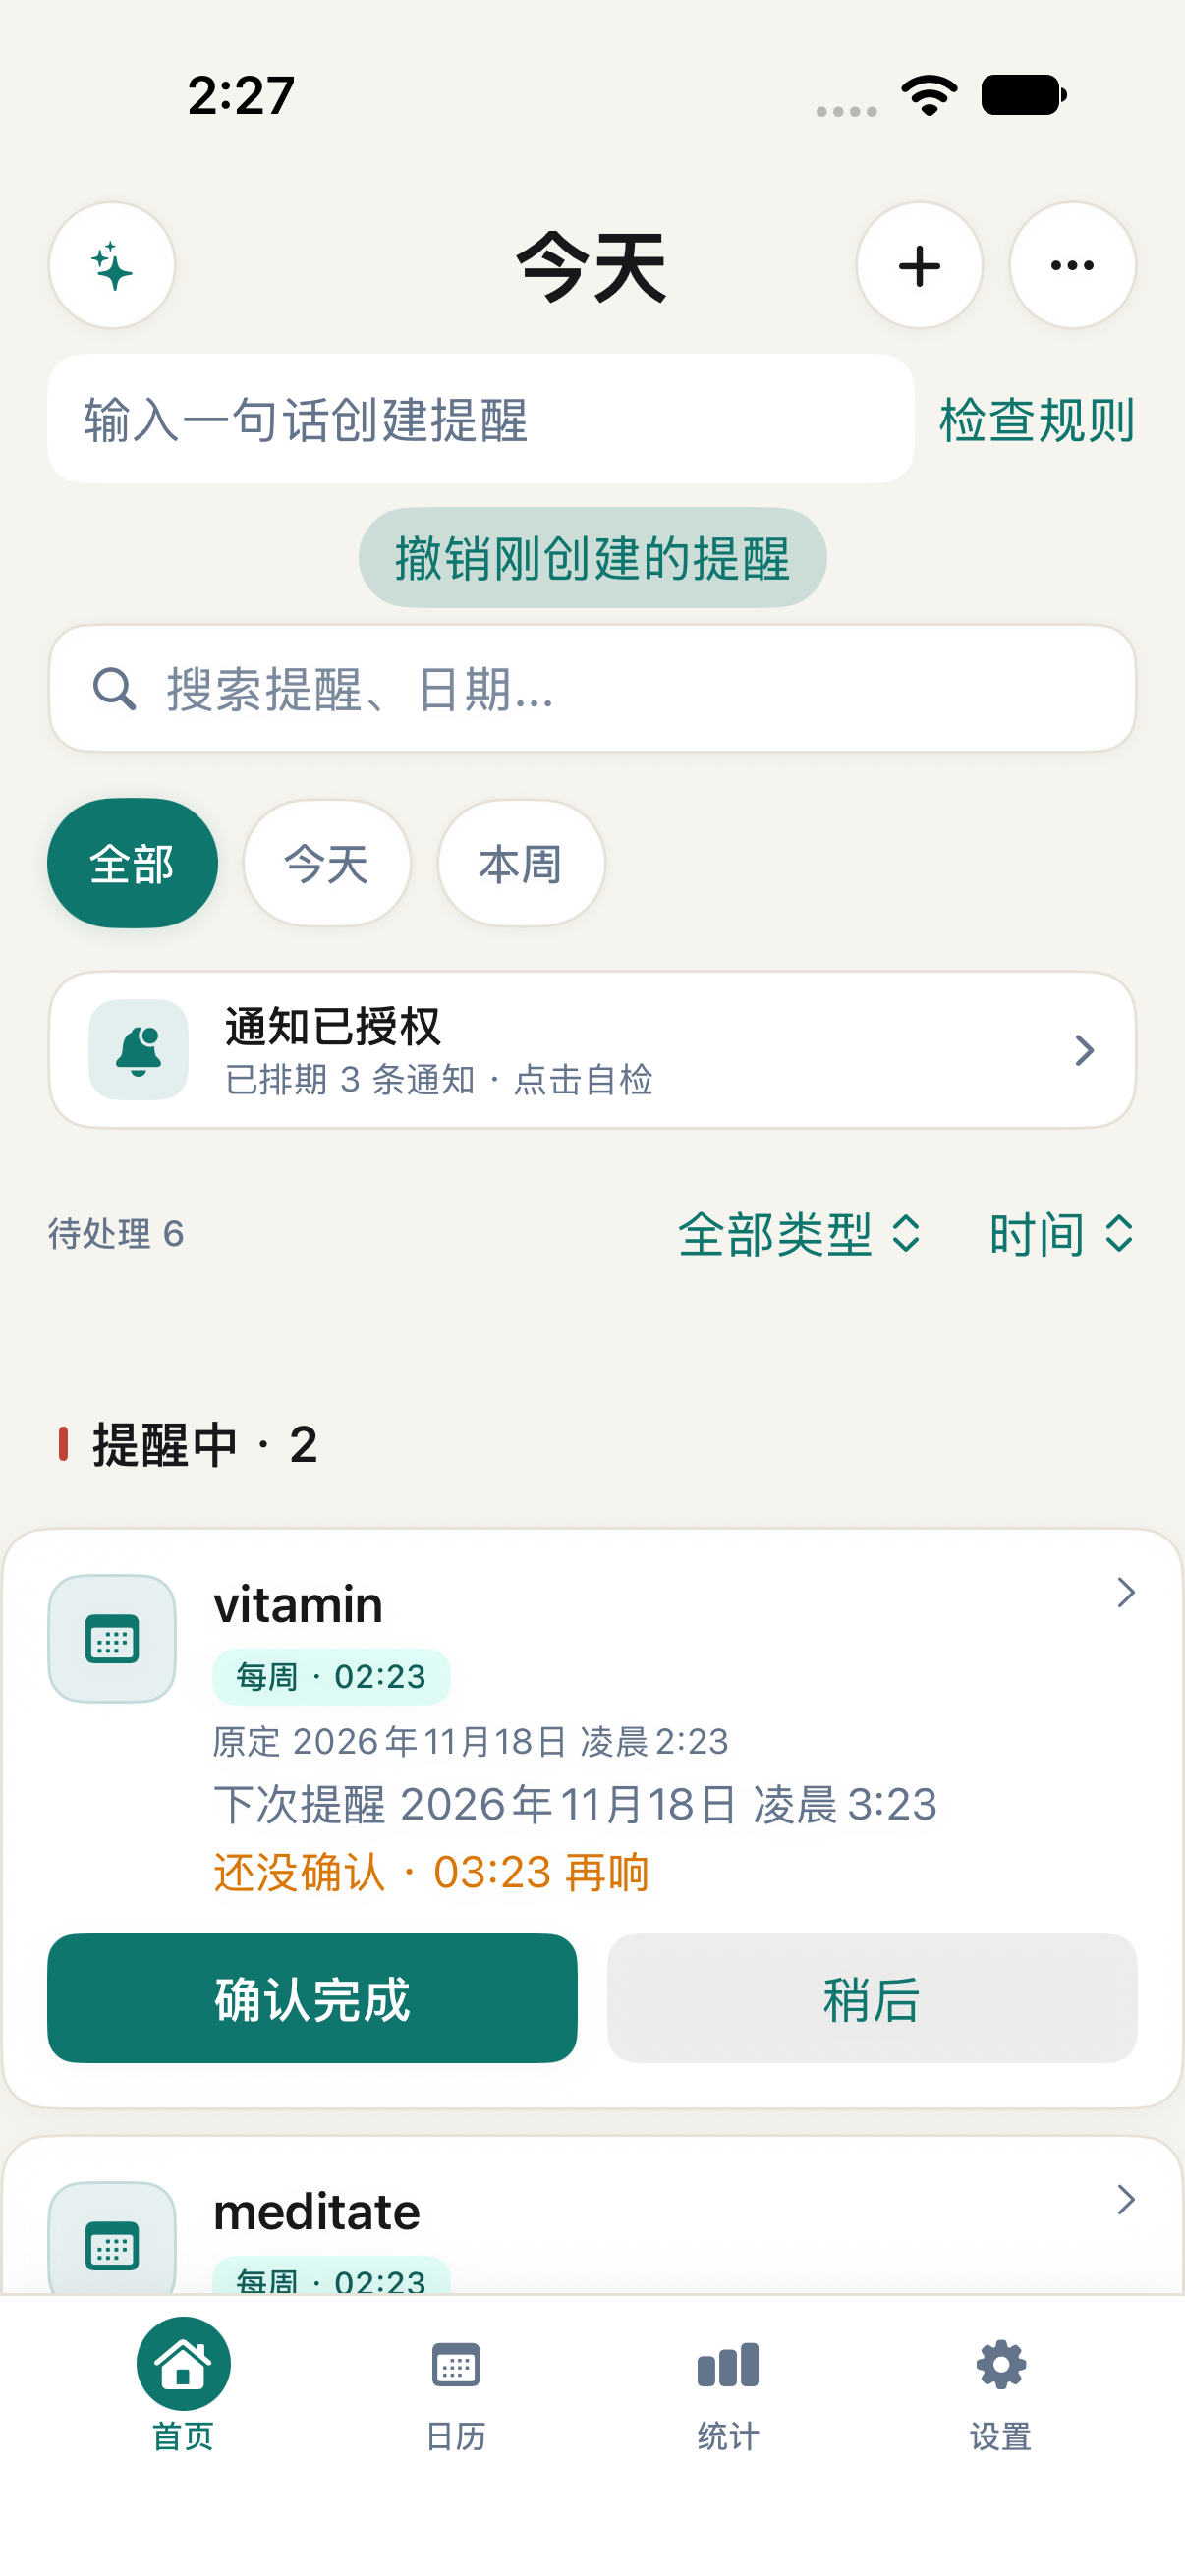 2:27
今天
输入一句话创建提醒
检查规则
撤销刚创建的提醒
搜索提醒、日期...
全部
今天
本周
通知已授权
已排期 3 条通知 · 点击自检
待处理 6
全部类型
时间
提醒中 · 2
vitamin
每周 · 02:23
原定 2026年11月18日 凌晨2:23
下次提醒 2026年11月18日 凌晨3:23
还没确认 · 03:23 再响
确认完成
稍后
meditate
每周 · 02:23
首页
日历
统计
设置